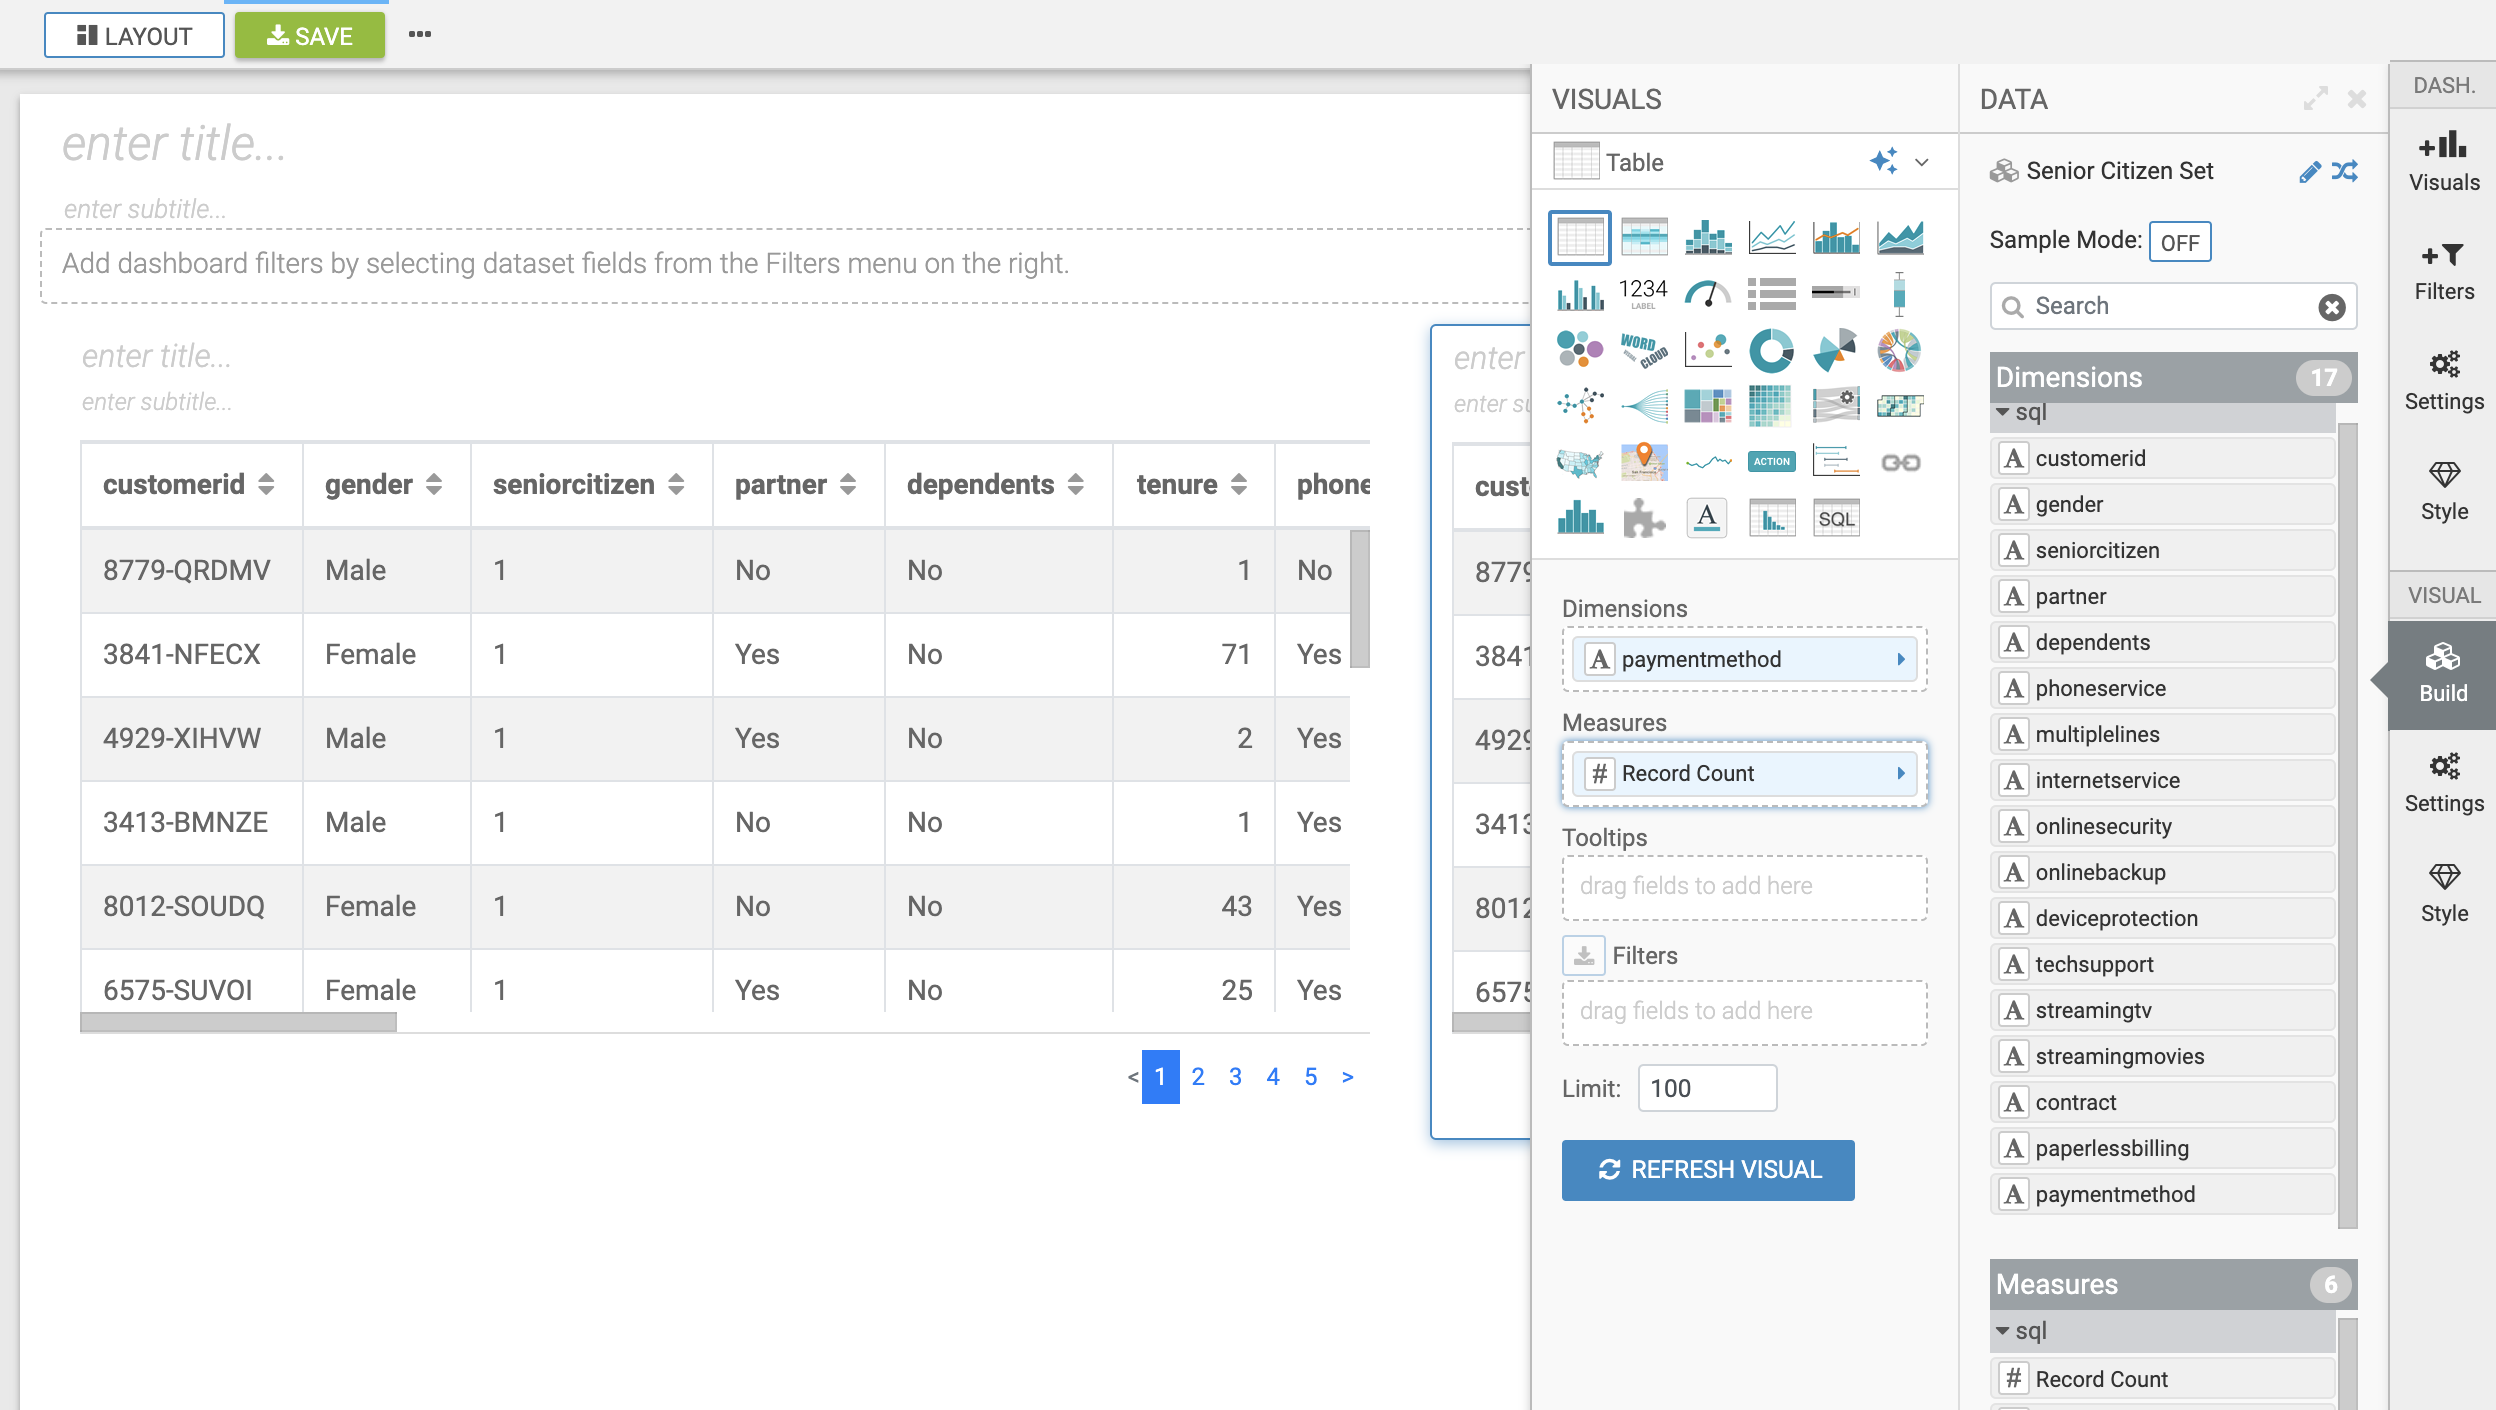 LAYOUT
SAVE
enter title...
enter subtitle...
Add dashboard filters by selecting dataset fields from the Filters menu on the right.
enter title...
enter subtitle...
customerid gender seniorcitizen partner dependents tenure phone
8779-QRDMV Male 1 No No 1 No
3841-NFECX Female 1 Yes No 71 Yes
4929-XIHVW Male 1 Yes No 2 Yes
3413-BMNZE Male 1 No No 1 Yes
8012-SOUDQ Female 1 No No 43 Yes
6575-SUVOI Female 1 Yes No 25 Yes
< 1 2 3 4 5 >
enter
enter su
cust
8779
3841
4929
3413
8012
6575
VISUALS
Table
1234
LABEL
WORD
CLOUD
ACTION
A
SQL
Dimensions
A paymentmethod
Measures
# Record Count
Tooltips
drag fields to add here
Filters
drag fields to add here
Limit: 100
REFRESH VISUAL
DATA
Senior Citizen Set
Sample Mode: OFF
Search
Dimensions 17
sql
A customerid
A gender
A seniorcitizen
A partner
A dependents
A phoneservice
A multiplelines
A internetservice
A onlinesecurity
A onlinebackup
A deviceprotection
A techsupport
A streamingtv
A streamingmovies
A contract
A paperlessbilling
A paymentmethod
Measures 6
sql
# Record Count
DASH.
Visuals
Filters
Settings
Style
VISUAL
Build
Settings
Style